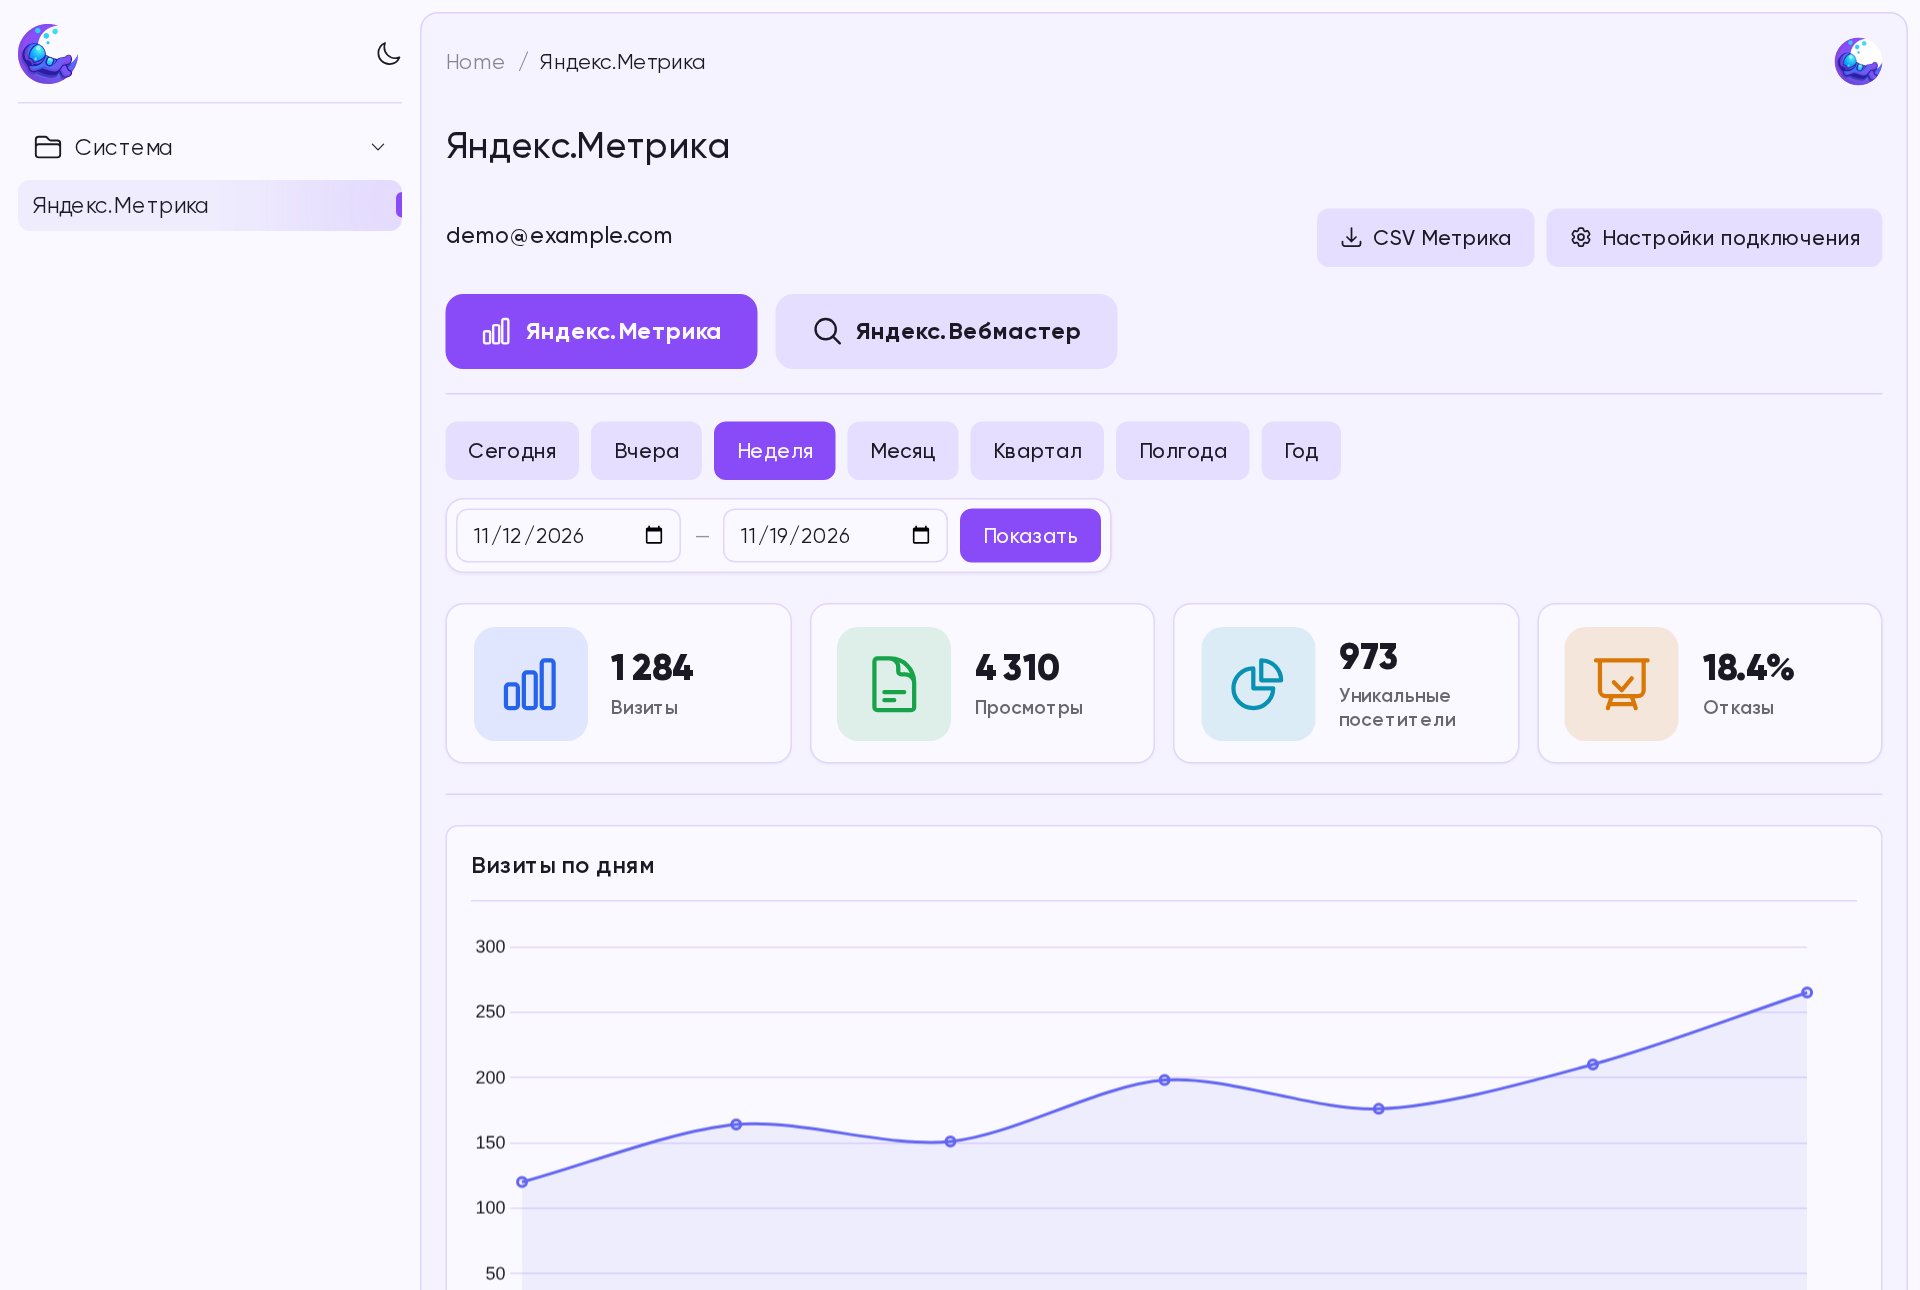 Home / Яндекс.Метрика
Система
Яндекс.Метрика
Яндекс.Метрика
demo@example.com
CSV Метрика
Настройки подключения
Яндекс.Метрика
Яндекс.Вебмастер
Сегодня
Вчера
Неделя
Месяц
Квартал
Полгода
Год
11/12/2026
—
11/19/2026
Показать
1 284
Визиты
4 310
Просмотры
973
Уникальные
посетители
18.4%
Отказы
Визиты по дням
300
250
200
150
100
50